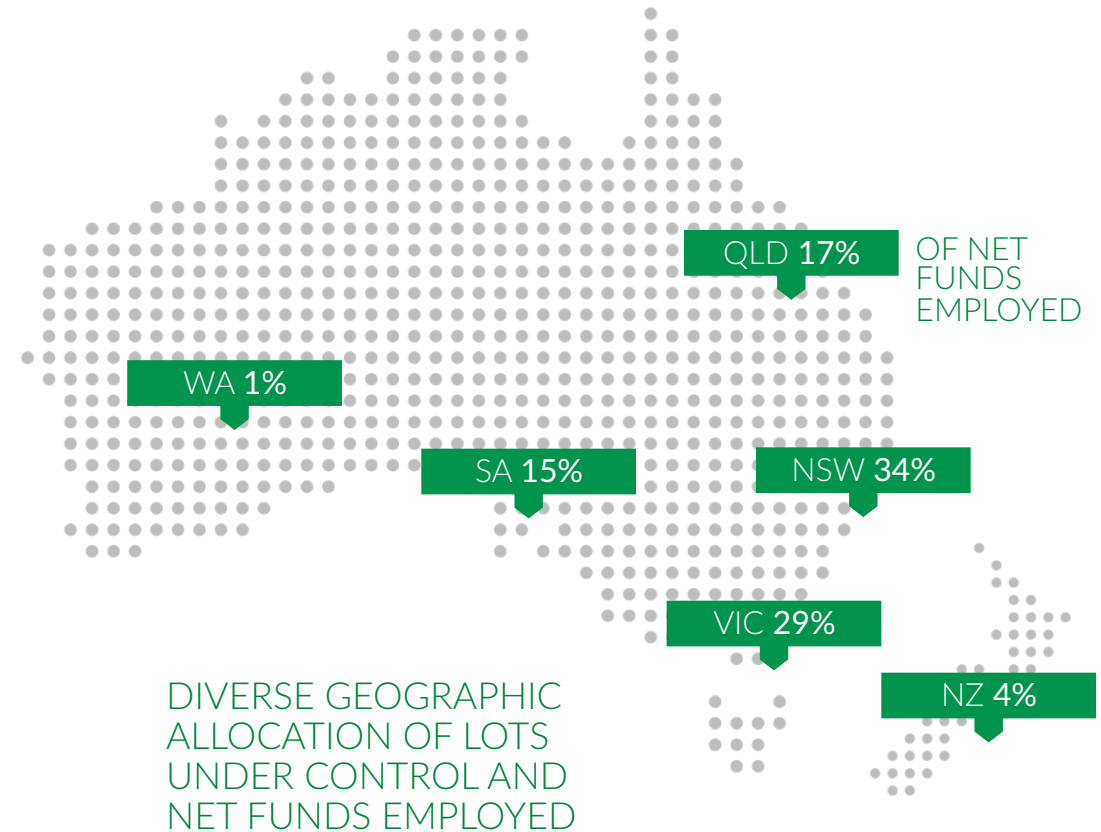 QLD 17%
OF NET
FUNDS
EMPLOYED
WA 1%
SA 15%
NSW 34%
VIC 29%
NZ 4%
DIVERSE GEOGRAPHIC
ALLOCATION OF LOTS
UNDER CONTROL AND
NET FUNDS EMPLOYED